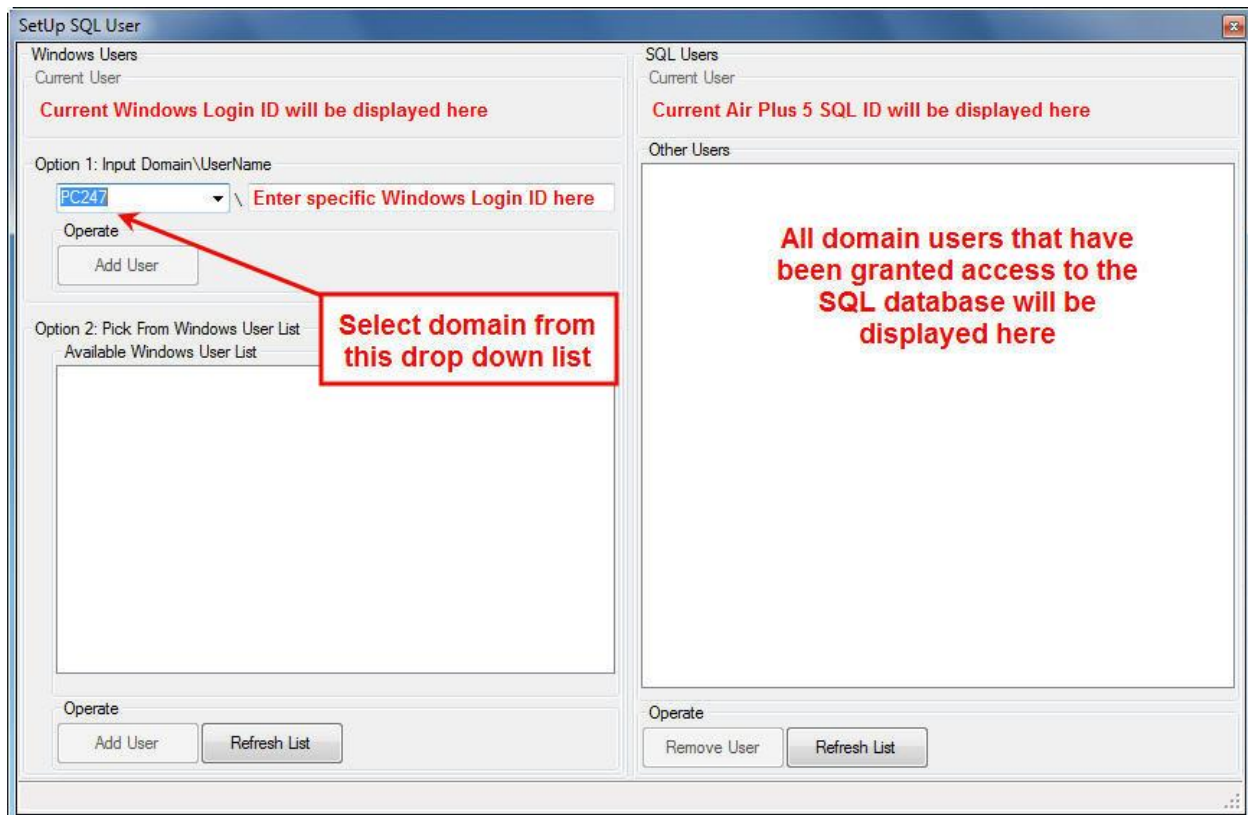 SetUp SQL User
Windows Users
Current User
Current Windows Login ID will be displayed here
Option 1: Input Domain\UserName
PC247 \ Enter specific Windows Login ID here
Operate
Add User
Select domain from
this drop down list
Option 2: Pick From Windows User List
Available Windows User List
Operate
Add User Refresh List
SQL Users
Current User
Current Air Plus 5 SQL ID will be displayed here
Other Users
All domain users that have
been granted access to the
SQL database will be
displayed here
Operate
Remove User Refresh List